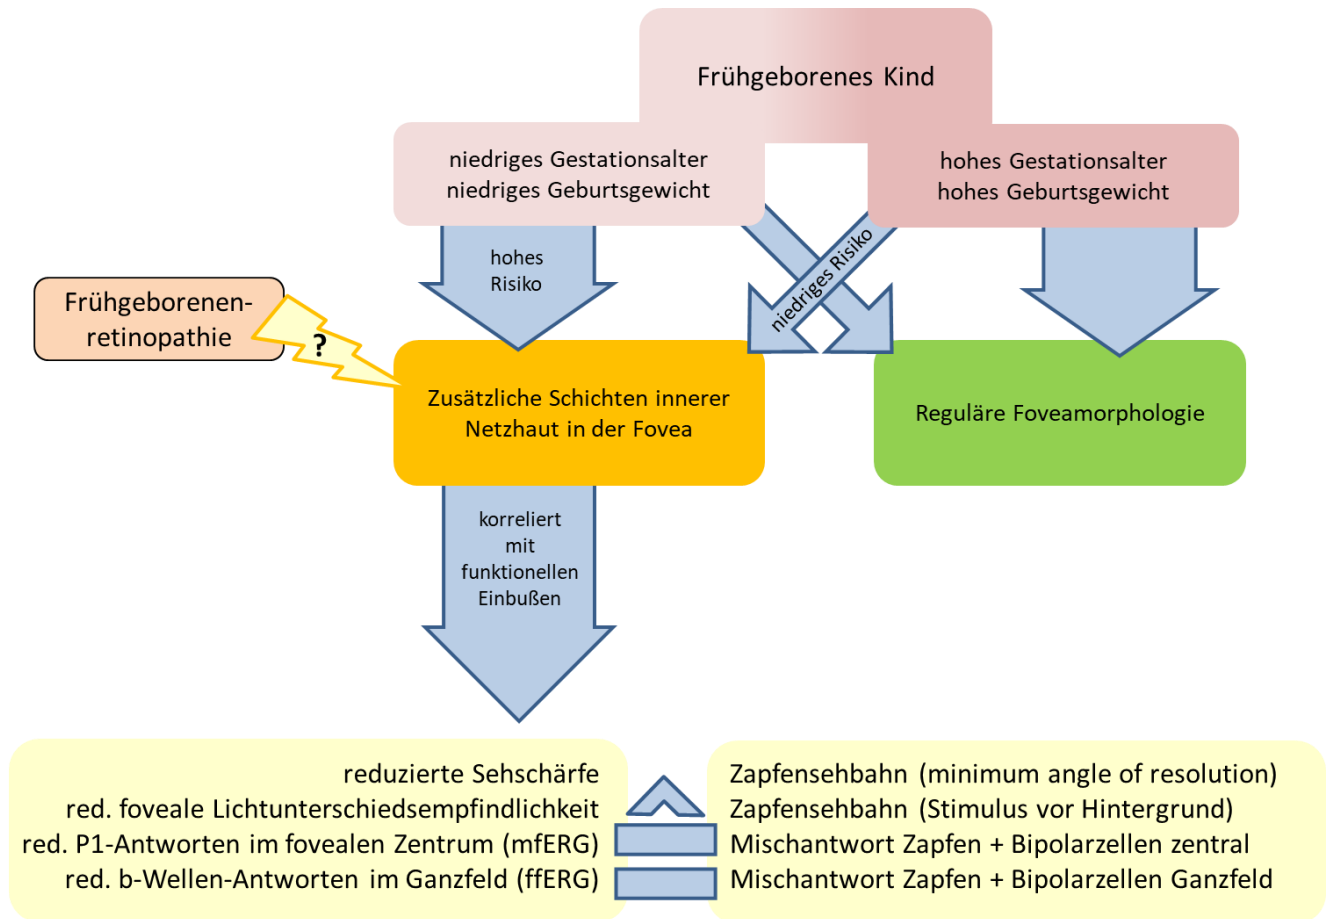 Frühgeborenes Kind
niedriges Gestationsalter
niedriges Geburtsgewicht
hohes Gestationsalter
hohes Geburtsgewicht
hohes
Risiko
niedriges Risiko
Frühgeborenen-
retinopathie
?
Zusätzliche Schichten innerer
Netzhaut in der Fovea
Reguläre Foveamorphologie
korreliert
mit
funktionellen
Einbußen
reduzierte Sehschärfe
red. foveale Lichtunterschiedsempfindlichkeit
red. P1-Antworten im fovealen Zentrum (mfERG)
red. b-Wellen-Antworten im Ganzfeld (ffERG)
Zapfensehbahn (minimum angle of resolution)
Zapfensehbahn (Stimulus vor Hintergrund)
Mischantwort Zapfen + Bipolarzellen zentral
Mischantwort Zapfen + Bipolarzellen Ganzfeld